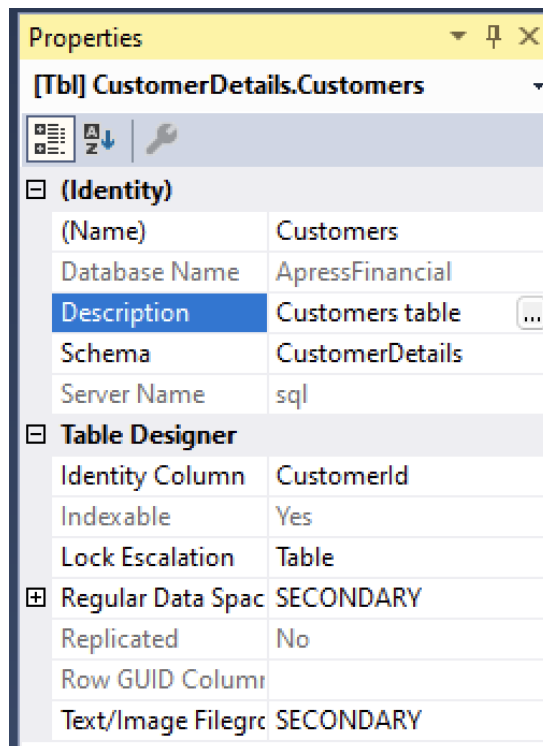 Properties
[Tbl] CustomerDetails.Customers
(Identity)
(Name) Customers
Database Name ApressFinancial
Description Customers table ...
Schema CustomerDetails
Server Name sql
Table Designer
Identity Column CustomerId
Indexable Yes
Lock Escalation Table
Regular Data Spac SECONDARY
Replicated No
Row GUID Colum
Text/Image Filegr SECONDARY